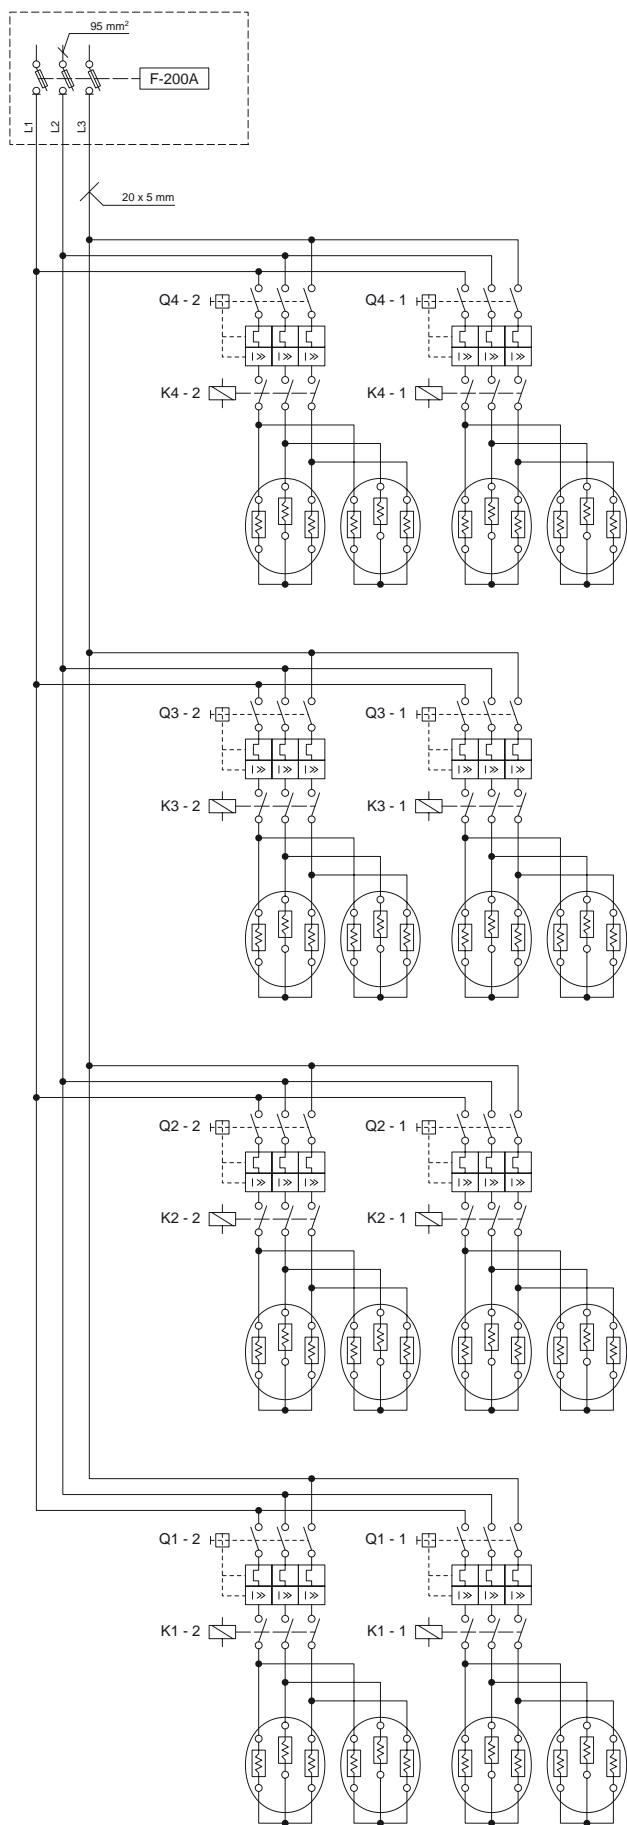 95 mm²
F-200A
L1 L2 L3
20 x 5 mm
Q4 - 2 Q4 - 1
I >> I >> I >> I >> I >> I >>
K4 - 2 K4 - 1
Q3 - 2 Q3 - 1
I >> I >> I >> I >> I >> I >>
K3 - 2 K3 - 1
Q2 - 2 Q2 - 1
I >> I >> I >> I >> I >> I >>
K2 - 2 K2 - 1
Q1 - 2 Q1 - 1
I >> I >> I >> I >> I >> I >>
K1 - 2 K1 - 1